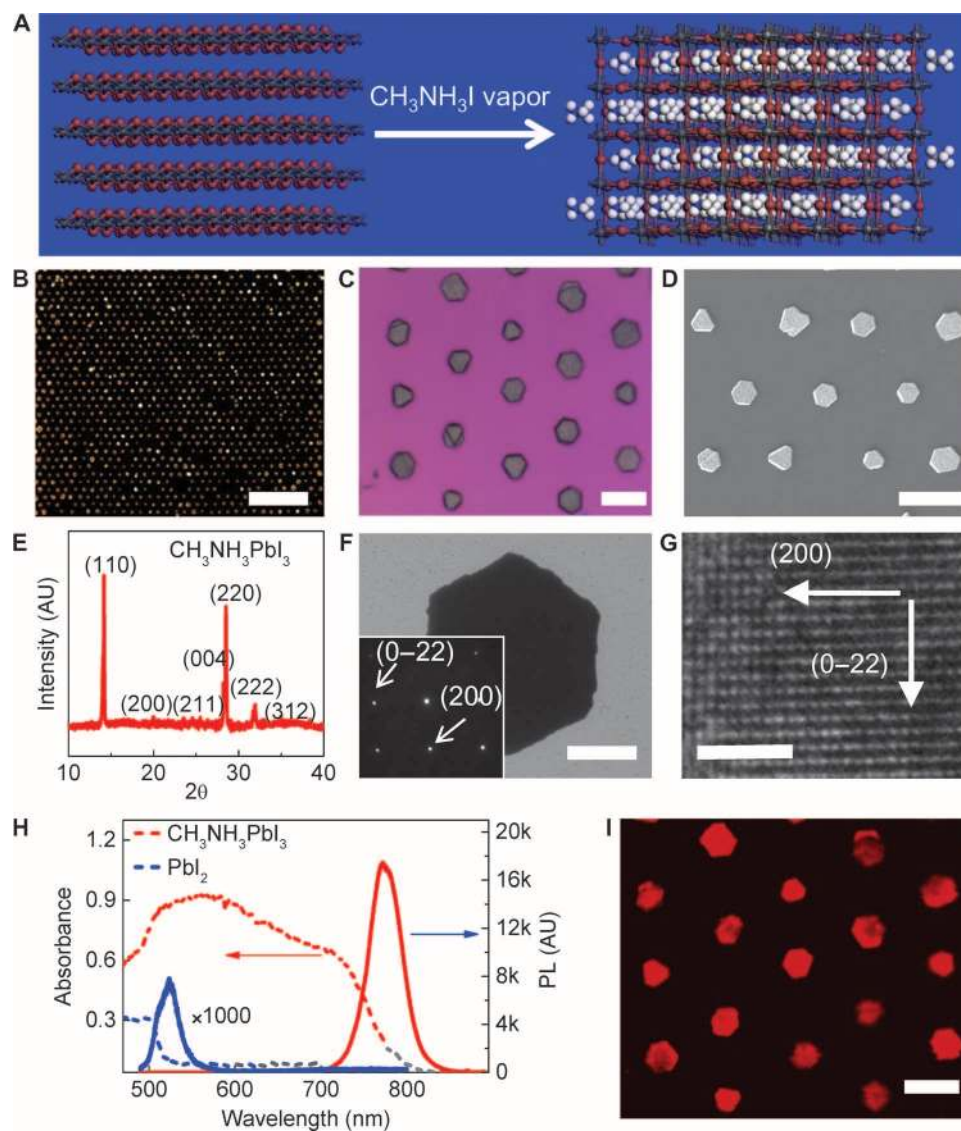 A
CH₃NH₃I vapor
B
C
D
E
CH₃NH₃PbI₃
(110)
(220)
(004)
(200)
(211)
(222)
(312)
Intensity (AU)
10
20
30
40
2θ
F
(0–22)
(200)
G
(200)
(0–22)
H
CH₃NH₃PbI₃
PbI₂
1.2
0.9
0.6
0.3
Absorbance
×1000
20k
16k
12k
8k
4k
0
PL (AU)
500
600
700
800
Wavelength (nm)
I